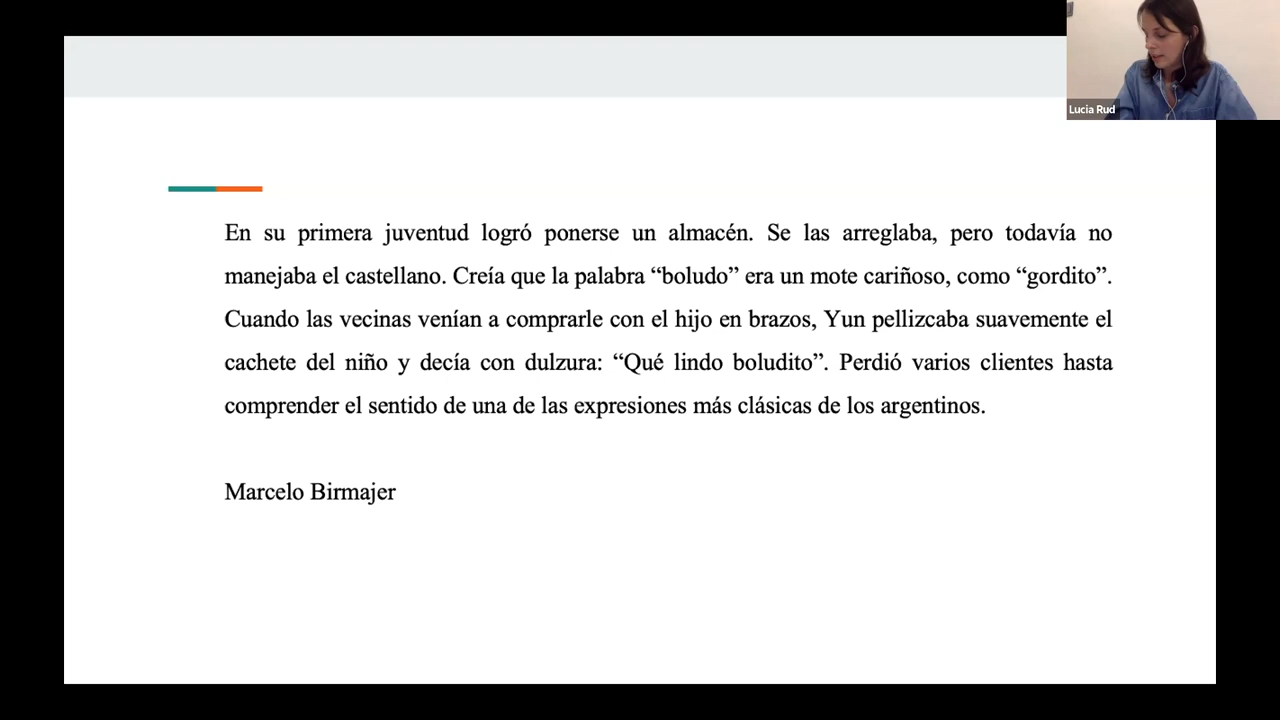 Lucia Rud
En su primera juventud logró ponerse un almacén. Se las arreglaba, pero todavía no
manejaba el castellano. Creía que la palabra “boludo” era un mote cariñoso, como “gordito”.
Cuando las vecinas venían a comprarle con el hijo en brazos, Yun pellizcaba suavemente el
cachete del niño y decía con dulzura: “Qué lindo boludito”. Perdió varios clientes hasta
comprender el sentido de una de las expresiones más clásicas de los argentinos.
Marcelo Birmajer